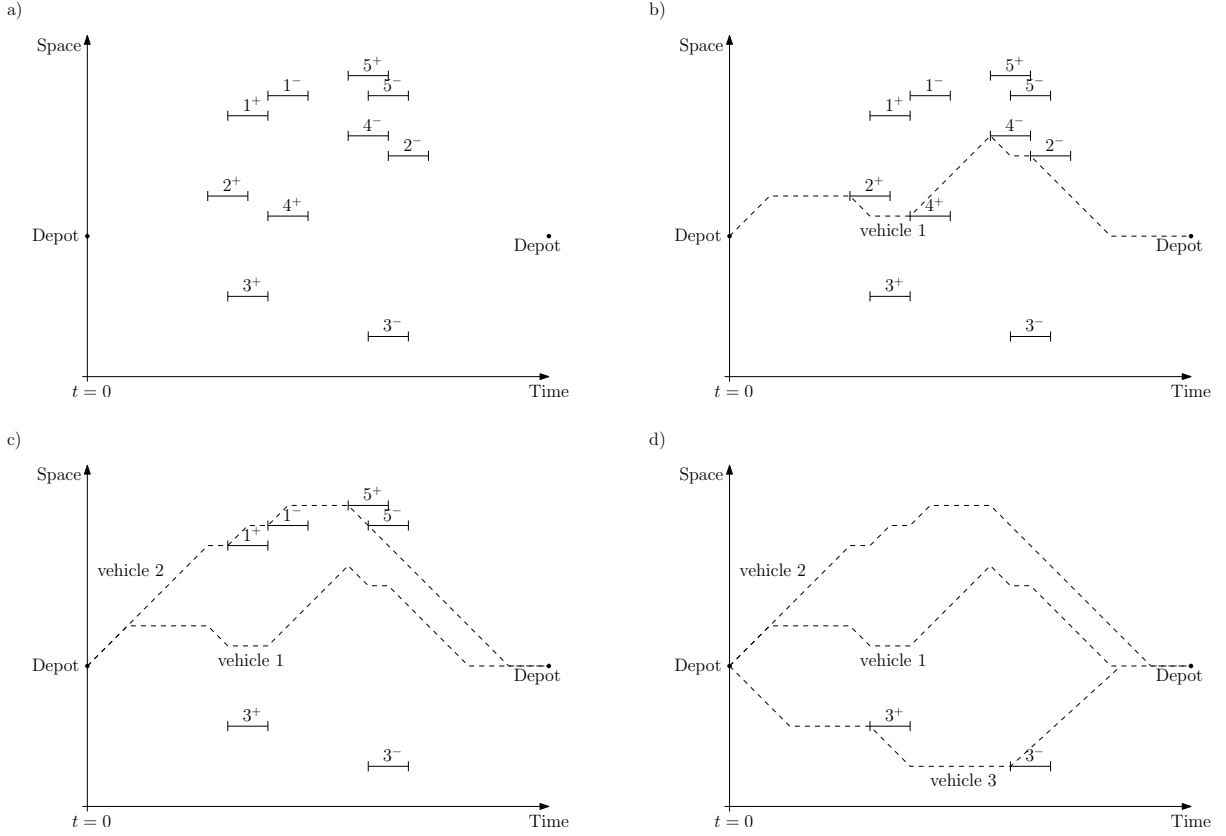 a)
Space
5⁺
1⁻
5⁻
1⁺
4⁻
2⁻
2⁺
4⁺
Depot
Depot
3⁺
3⁻
t = 0
Time
b)
Space
5⁺
1⁻
5⁻
1⁺
4⁻
2⁻
2⁺
4⁺
vehicle 1
Depot
Depot
3⁺
3⁻
t = 0
Time
c)
Space
5⁺
1⁻
5⁻
1⁺
vehicle 2
vehicle 1
Depot
Depot
3⁺
3⁻
t = 0
Time
d)
Space
vehicle 2
vehicle 1
Depot
Depot
3⁺
3⁻
vehicle 3
t = 0
Time